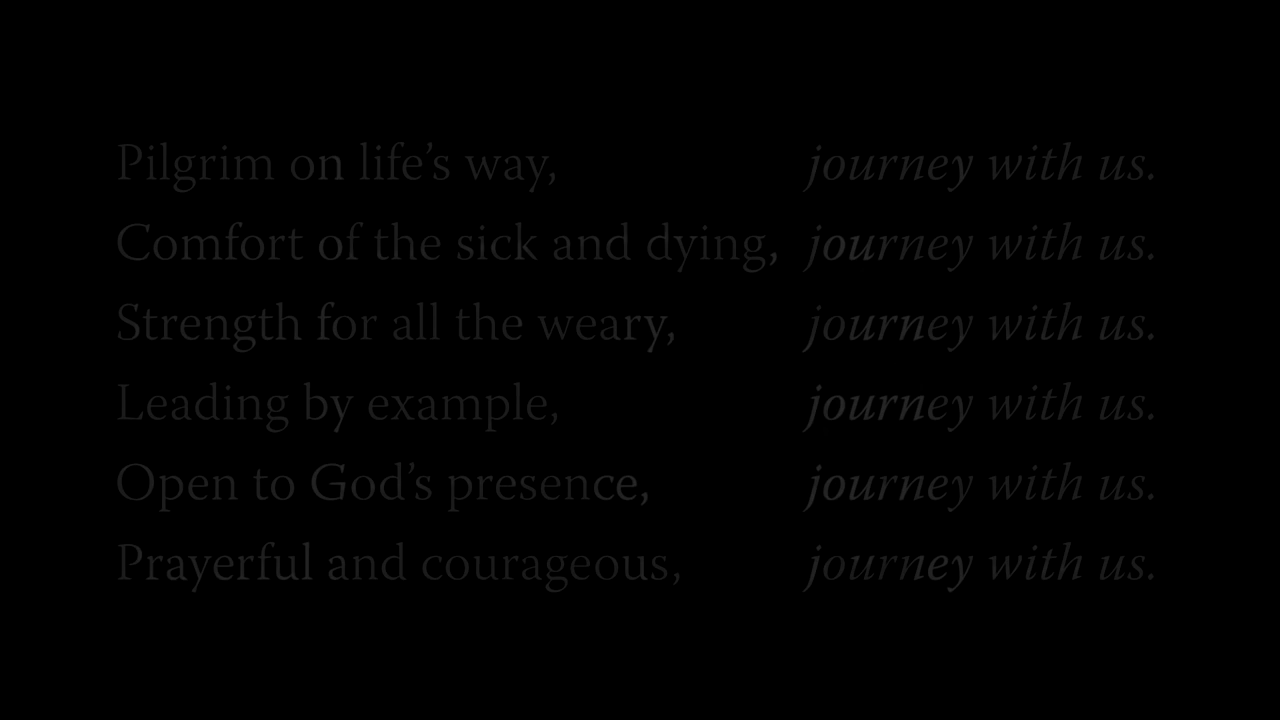 Pilgrim on life’s way, journey with us.
Comfort of the sick and dying, journey with us.
Strength for all the weary, journey with us.
Leading by example, journey with us.
Open to God’s presence, journey with us.
Prayerful and courageous, journey with us.